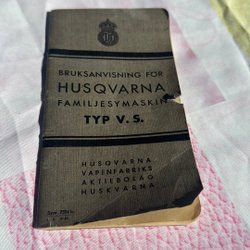 BRUKSANVISNING FÖR
HUSQVARNA
FAMILJESYMASKIN
TYP V. S.
HUSQVARNA
VAPENFABRIKS
AKTIEBOLAG
HUSKVARNA